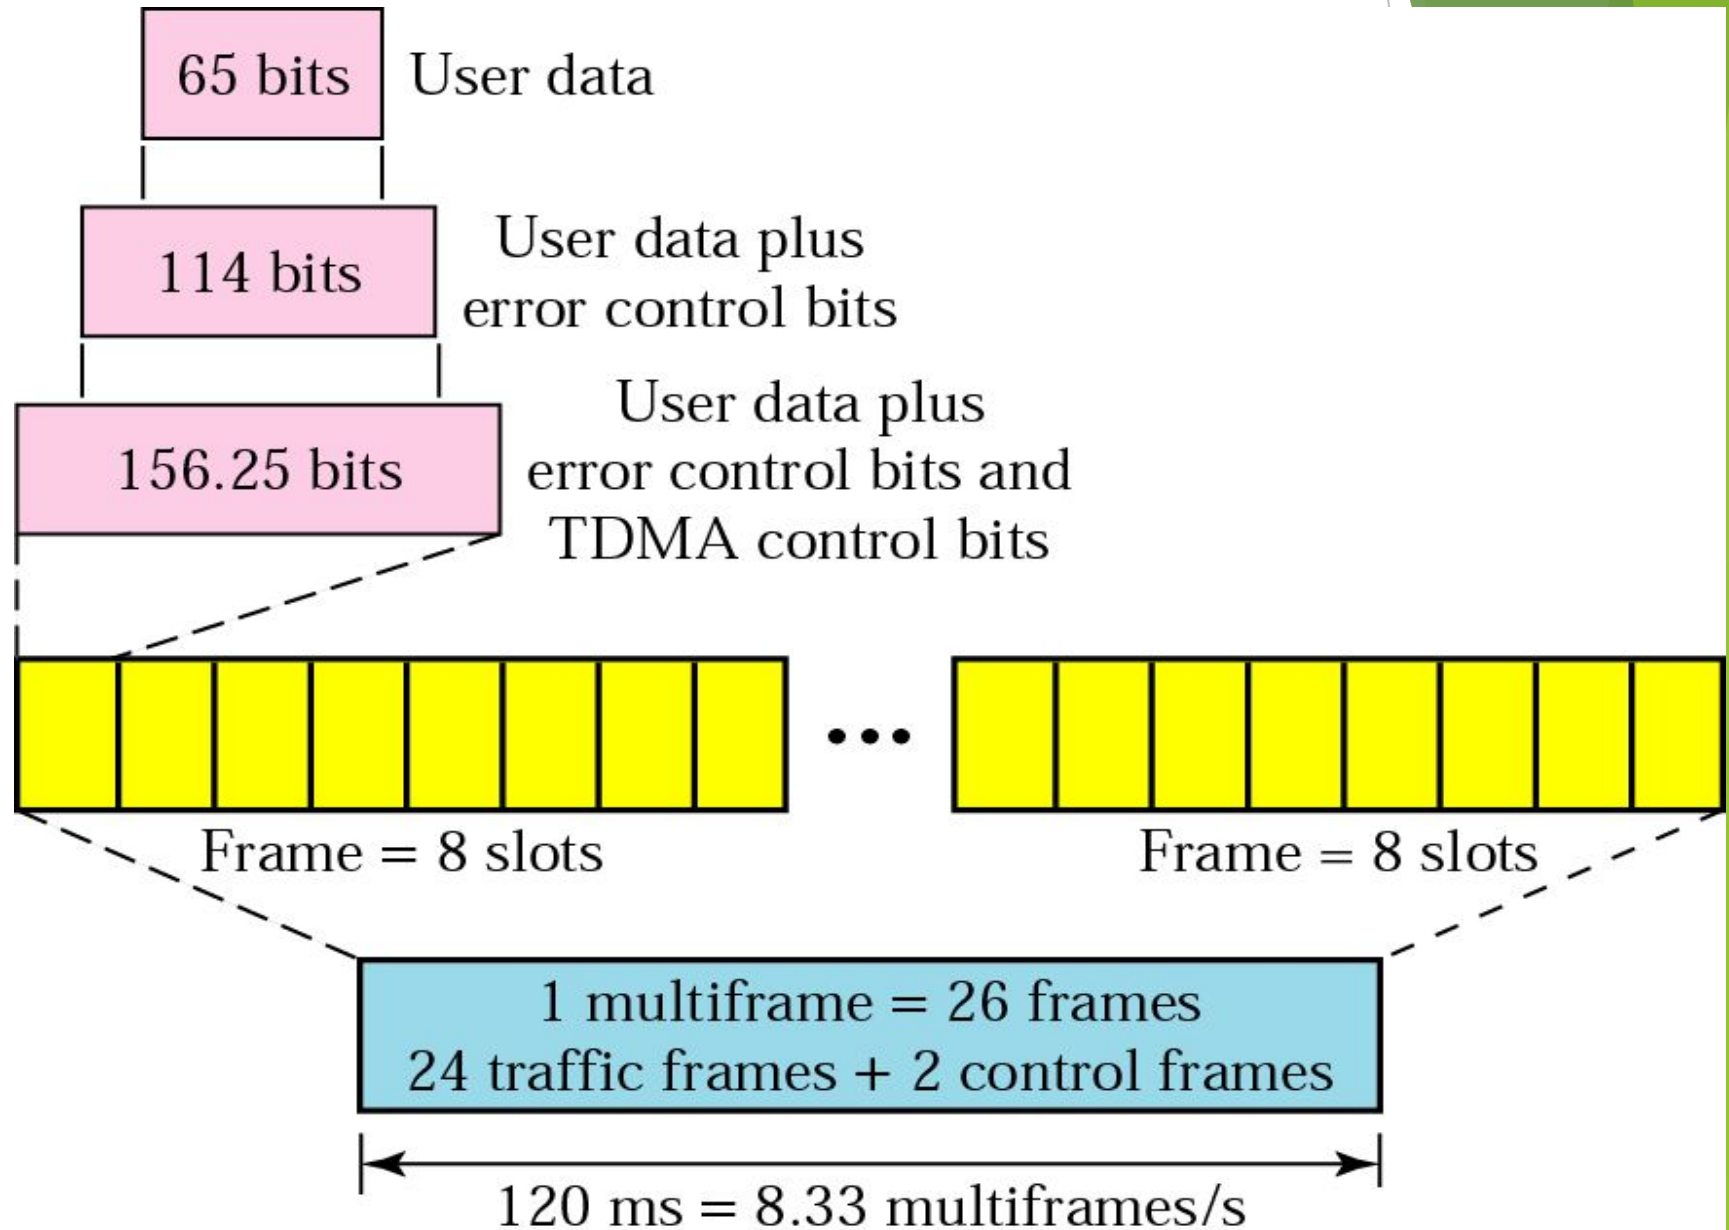 65 bits
User data
114 bits
User data plus
error control bits
156.25 bits
User data plus
error control bits and
TDMA control bits
Frame = 8 slots
Frame = 8 slots
1 multiframe = 26 frames
24 traffic frames + 2 control frames
120 ms = 8.33 multiframes/s